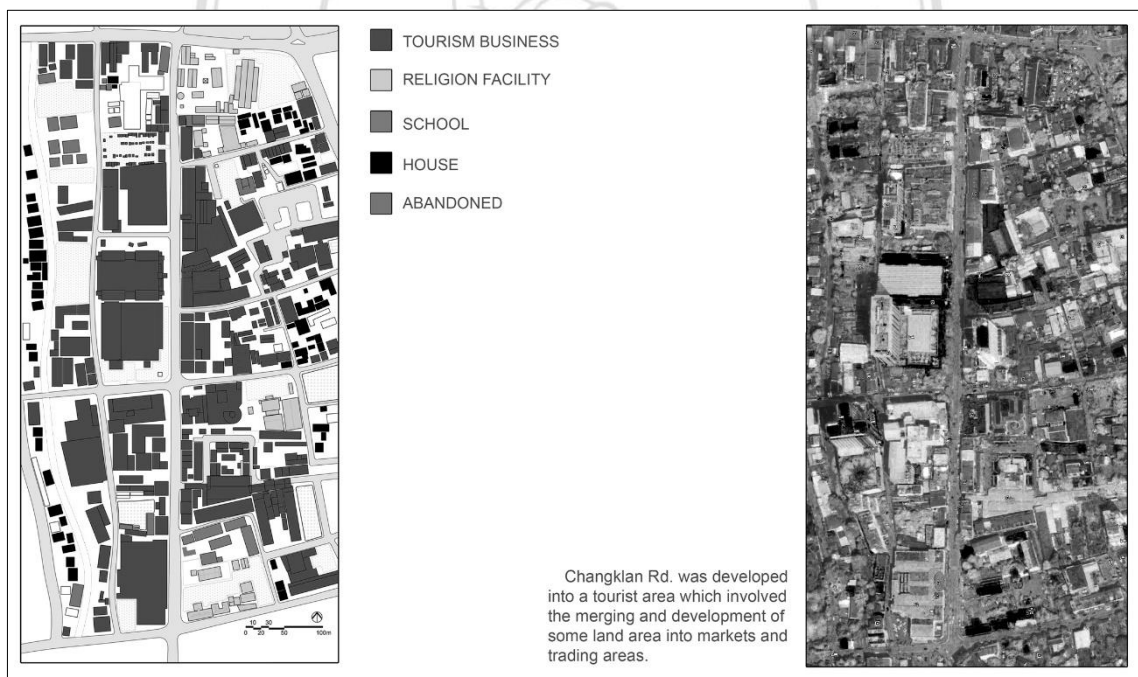 TOURISM BUSINESS
RELIGION FACILITY
SCHOOL
HOUSE
ABANDONED
10 30
0 20 50 100m
Changklan Rd. was developed
into a tourist area which involved
the merging and development of
some land area into markets and
trading areas.